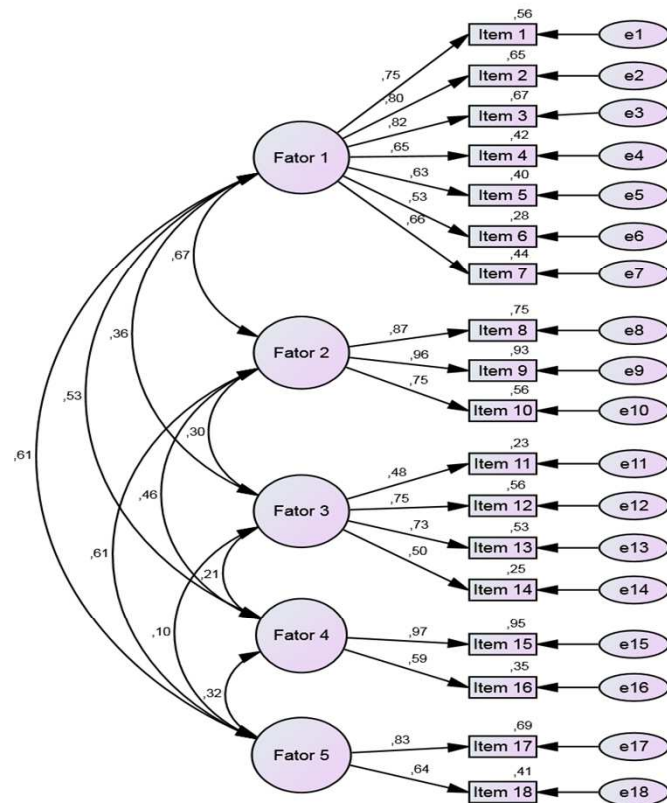 ,56
Item 1
e1
,75
,65
Item 2
e2
,80
,67
Item 3
e3
,82
,42
Fator 1
Item 4
e4
,65
,40
Item 5
e5
,63
,28
Item 6
e6
,53
,44
Item 7
e7
,66
,67
,75
Item 8
e8
,87
,36
,93
Fator 2
Item 9
e9
,96
,56
Item 10
e10
,75
,53
,30
,61
,23
Item 11
e11
,48
,46
,56
Item 12
e12
,75
Fator 3
,53
Item 13
e13
,73
,61
,25
Item 14
e14
,50
,21
,10
,95
Fator 4
Item 15
e15
,97
,35
Item 16
e16
,59
,32
,69
Item 17
e17
,83
Fator 5
,41
Item 18
e18
,64